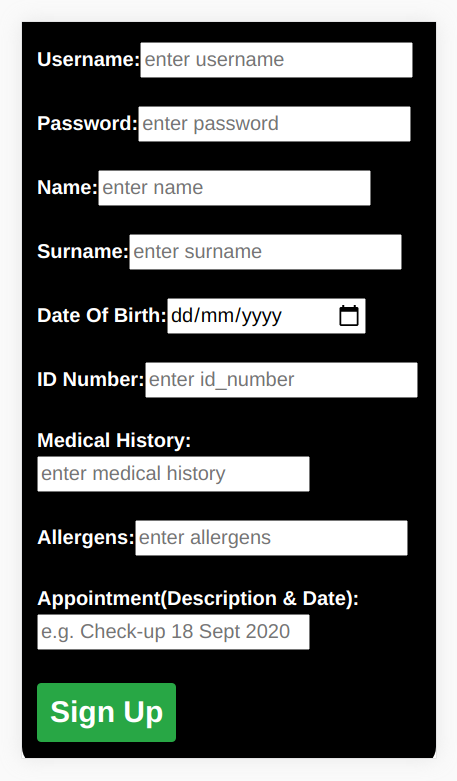 Username: enter username
Password: enter password
Name: enter name
Surname: enter surname
Date Of Birth: dd/mm/yyyy
ID Number: enter id_number
Medical History:
enter medical history
Allergens: enter allergens
Appointment(Description & Date):
e.g. Check-up 18 Sept 2020
Sign Up